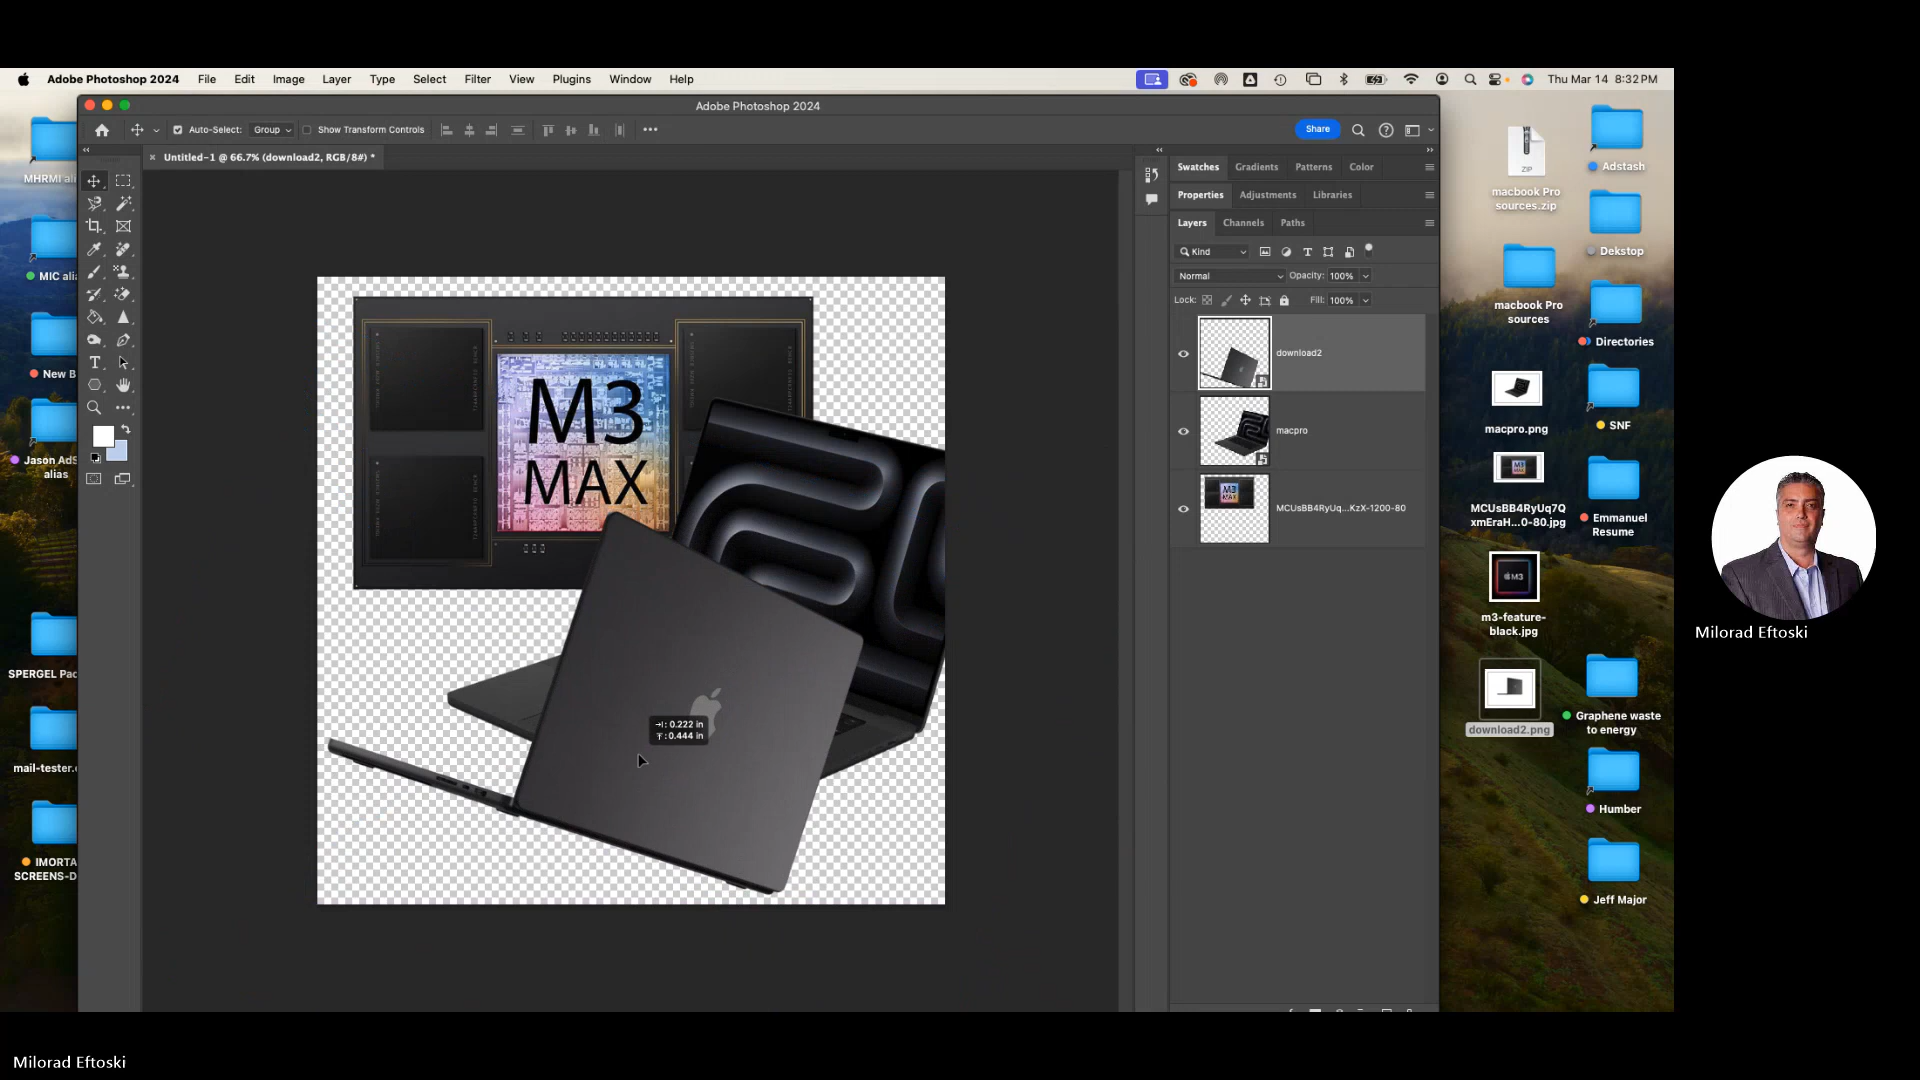 Adobe Photoshop 2024 File Edit Image Layer Type Select Filter View Plugins Window Help
Thu Mar 14 8:32 PM
Adobe Photoshop 2024
Auto-Select: Group Show Transform Controls
Share
Untitled-1 @ 66.7% (download2, RGB/8#) *
Swatches Gradients Patterns Color
Properties Adjustments Libraries
Layers Channels Paths
Kind
Normal Opacity: 100%
Lock: Fill: 100%
download2
macpro
MCUsBB4RyUq...KzX-1200-80
M3
MAX
→I: 0.222 in
0.444 in
MHRMI ali
MIC alia
New B
Jason AdS
alias
SPERGEL Pac
mail-tester.c
IMORTA
SCREENS-D
ZIP
macbook Pro
sources.zip
macbook Pro
sources
macpro.png
MCUsBB4RyUq7Q
xmEraH...0-80.jpg
M3
m3-feature-
black.jpg
download2.png
Adstash
Dekstop
Directories
SNF
Emmanuel
Resume
Graphene waste
to energy
Humber
Jeff Major
Milorad Eftoski
Milorad Eftoski